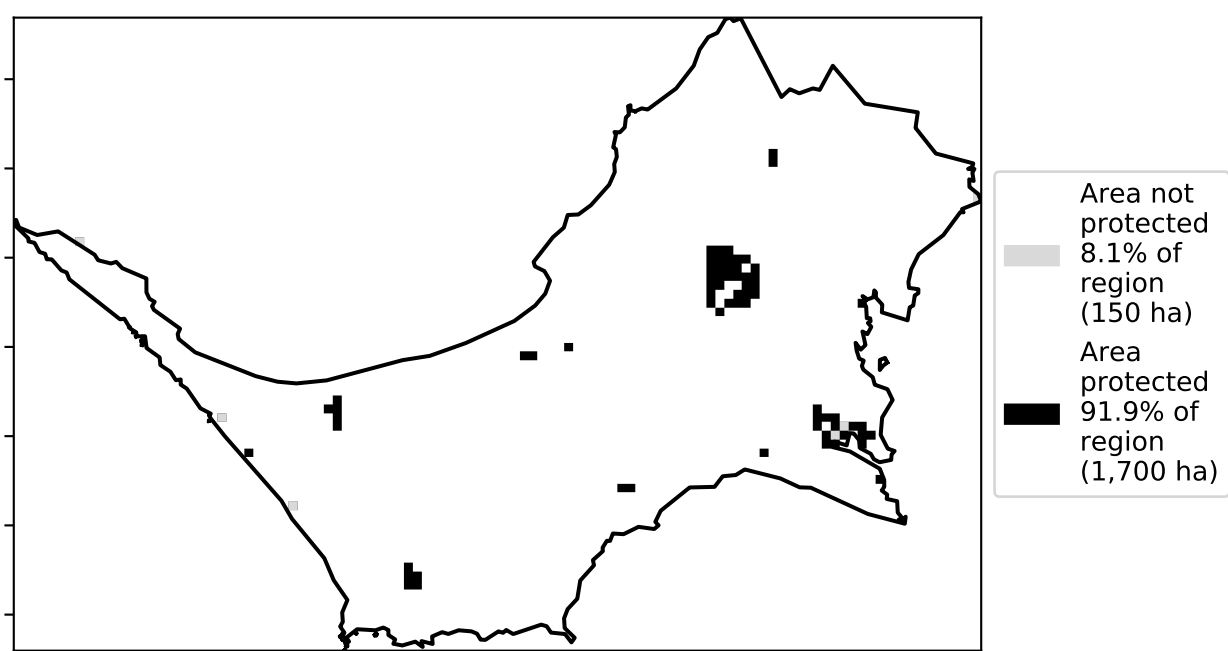 Area not
protected
8.1% of
region
(150 ha)
Area
protected
91.9% of
region
(1,700 ha)